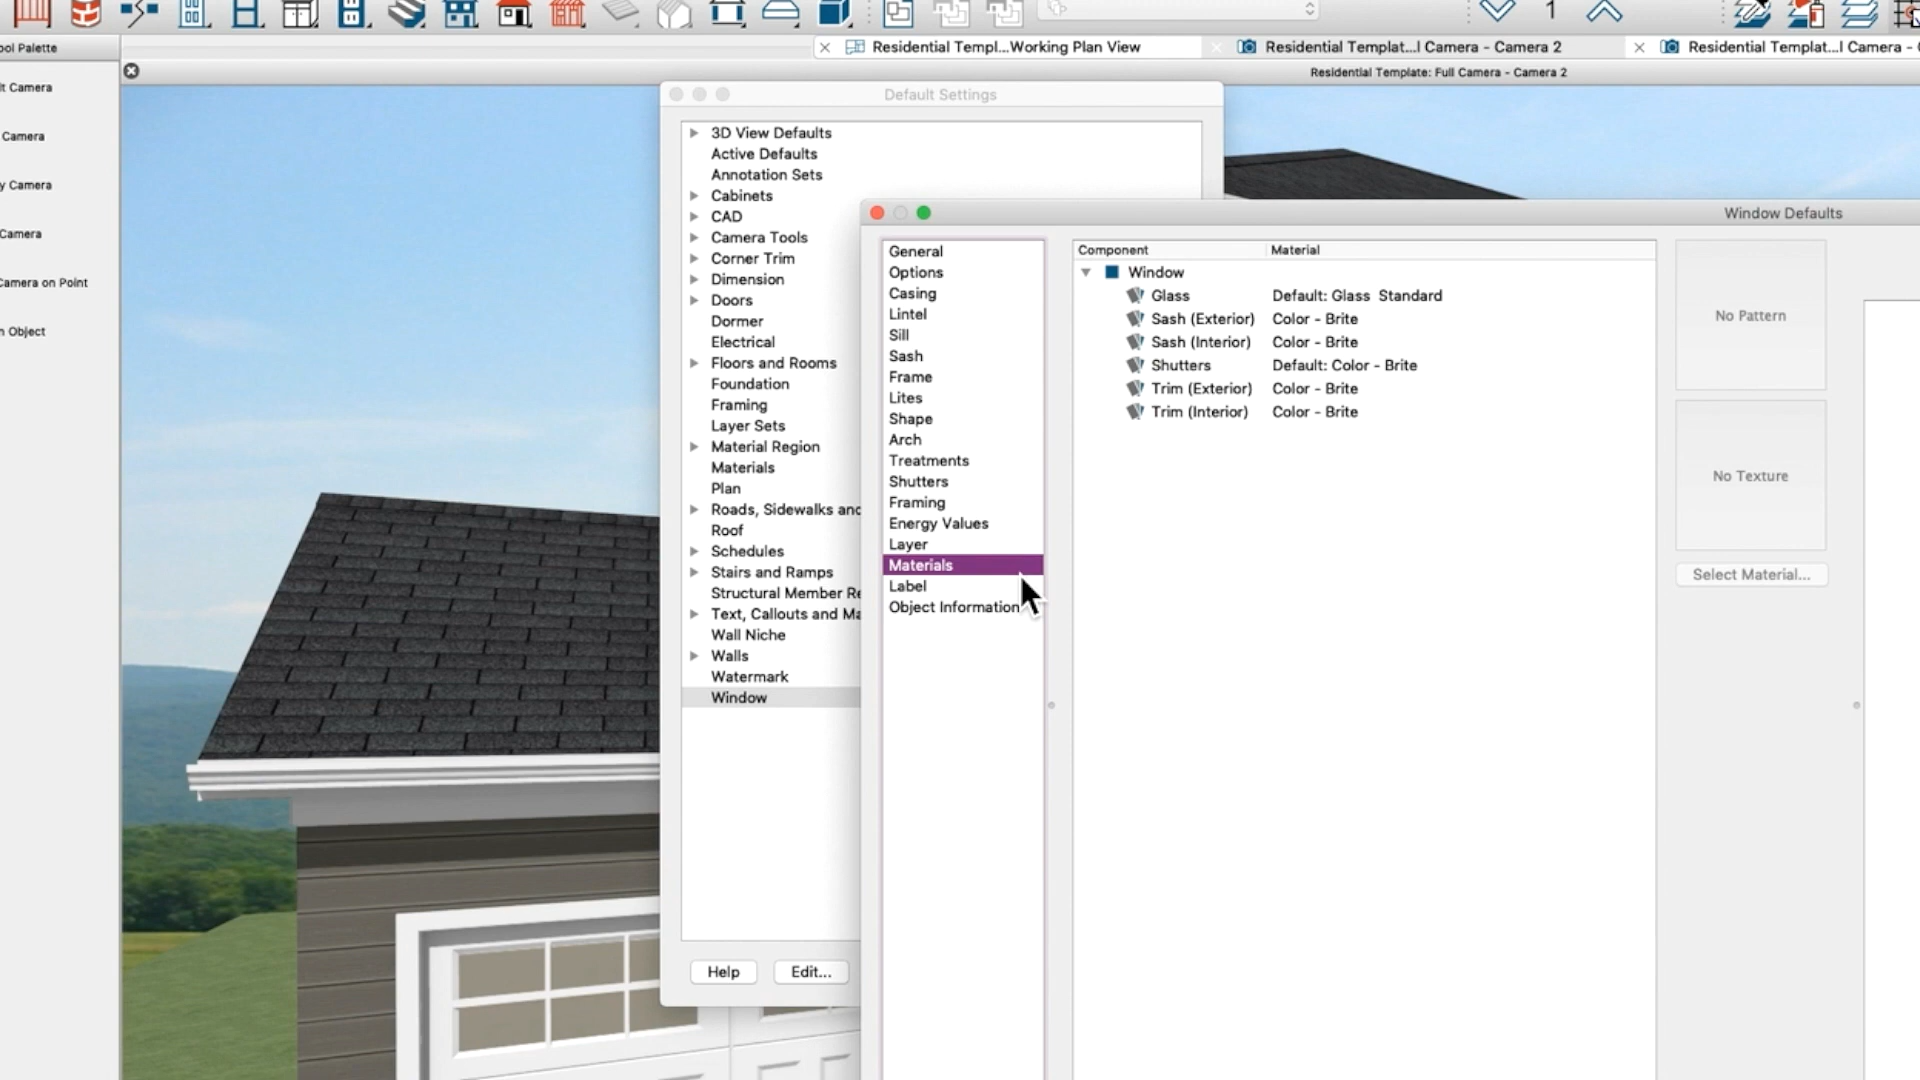 1
ool Palette
Residential Templ...Working Plan View
Residential Templat...l Camera - Camera 2
Residential Templat...l Camera -
Residential Template: Full Camera - Camera 2
lt Camera
Camera
y Camera
Camera
Camera on Point
n Object
Default Settings
3D View Defaults
Active Defaults
Annotation Sets
Cabinets
CAD
Camera Tools
Corner Trim
Dimension
Doors
Dormer
Electrical
Floors and Rooms
Foundation
Framing
Layer Sets
Material Region
Materials
Plan
Roads, Sidewalks and
Roof
Schedules
Stairs and Ramps
Structural Member Re
Text, Callouts and Ma
Wall Niche
Walls
Watermark
Window
Help
Edit...
Window Defaults
General
Options
Casing
Lintel
Sill
Sash
Frame
Lites
Shape
Arch
Treatments
Shutters
Framing
Energy Values
Layer
Materials
Label
Object Information
Component Material
Window
Glass Default: Glass Standard
Sash (Exterior) Color - Brite
Sash (Interior) Color - Brite
Shutters Default: Color - Brite
Trim (Exterior) Color - Brite
Trim (Interior) Color - Brite
No Pattern
No Texture
Select Material...